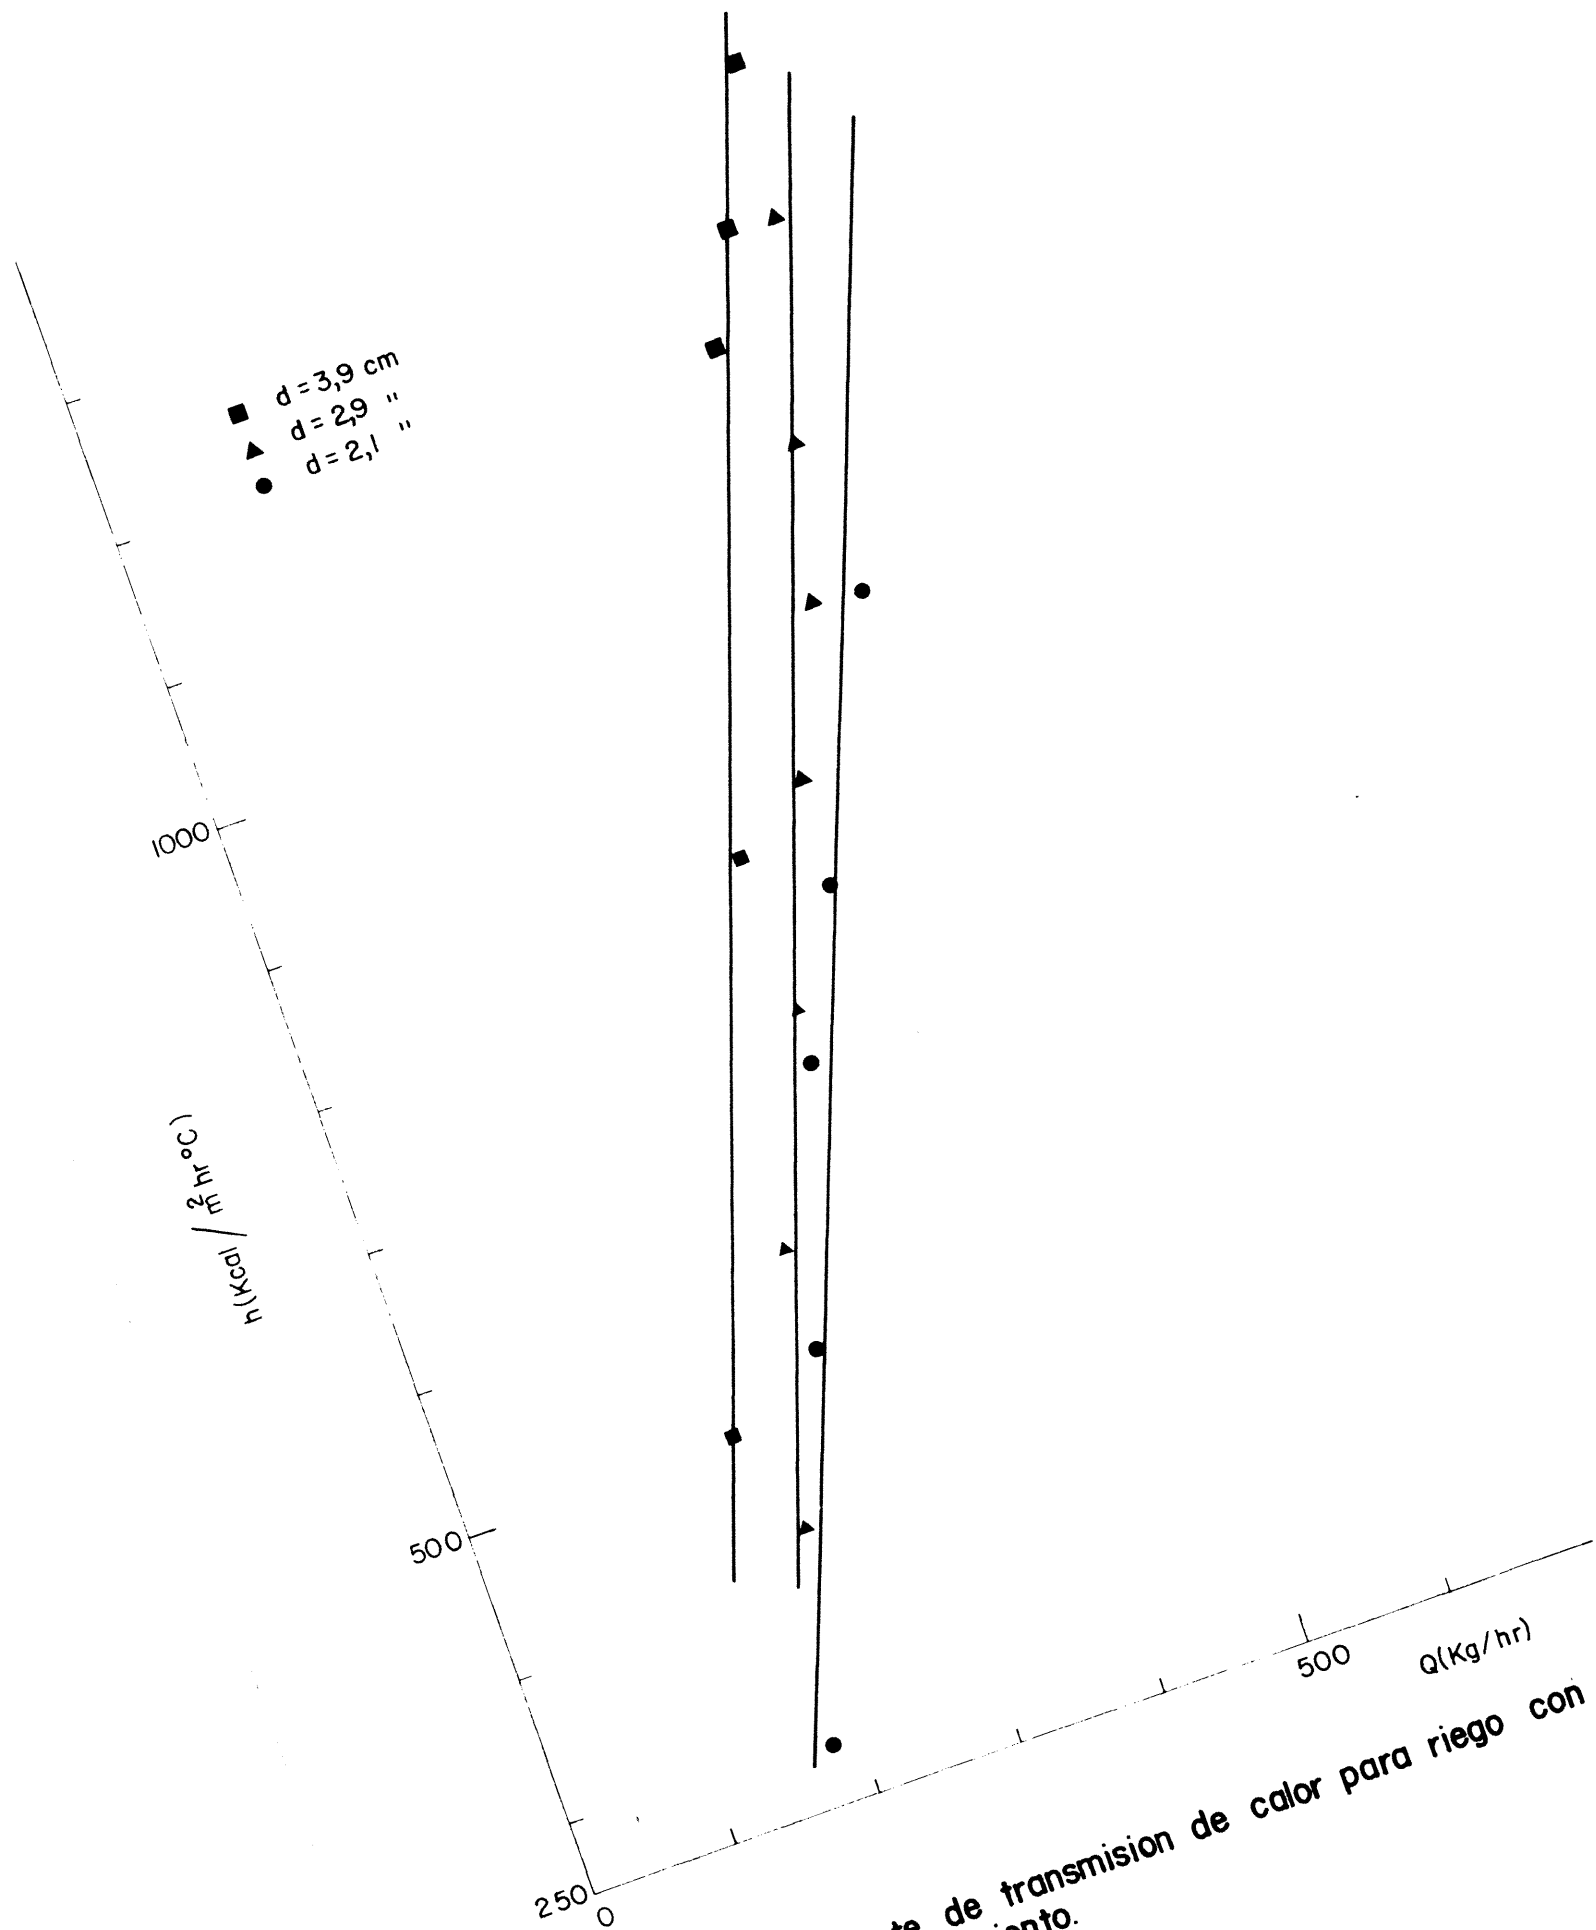 d = 3,9 cm
d = 2,9 "
d = 2,1 "
1000
500
250
0
500
h(Kcal/m² hr ºC)
Q(Kg/hr)
de transmision de calor para riego con